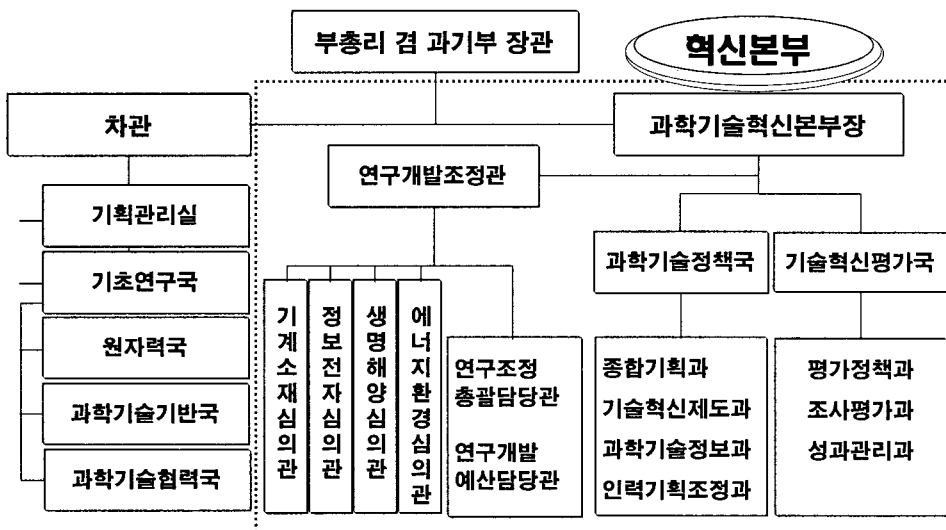 부총리 겸 과기부 장관
혁신본부
차관
과학기술혁신본부장
연구개발조정관
기획관리실
기초연구국
원자력국
과학기술기반국
과학기술협력국
과학기술정책국
기술혁신평가국
기계소재심의관
정보전자심의관
생명해양심의관
에너지환경심의관
연구조정
총괄담당관
연구개발
예산담당관
종합기획과
기술혁신제도과
과학기술정보과
인력기획조정과
평가정책과
조사평가과
성과관리과